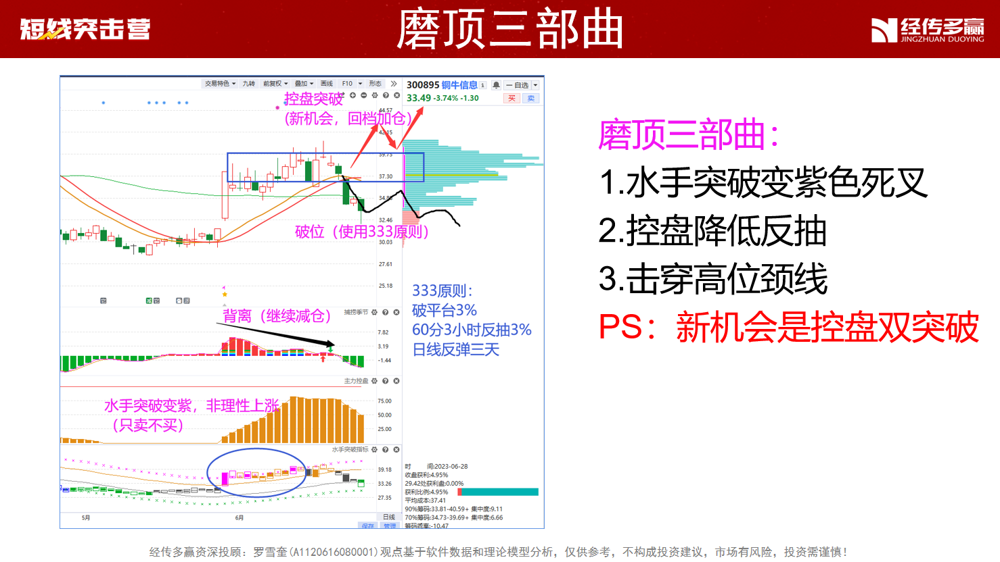 短线突击营
磨顶三部曲
经传多赢
JINGZHUAN DUOYING
交易特色 九转 前复权 叠加 画线 F10 形态
300895 铜牛信息
自选
33.49 -3.74% -1.30
买 卖
控盘突破
(新机会，回档加仓)
44.57
42.15
39.73
37.30
34.88
32.46
30.03
27.61
25.18
破位（使用333原则）
333原则：
破平台3%
60分3小时反抽3%
日线反弹三天
背离（继续减仓）
捕捞季节
7.82
3.19
-1.44
主力控盘
水手突破变紫，非理性上涨
（只卖不买）
75.00
50.00
25.00
水手突破指标
39.18
33.26
27.35
5月
6月
日线
保存 管理
时 间:2023-06-28
收盘获利:4.95%
29.42处获利盘:0.00%
获利比例:4.95%
平均成本:37.41
90%筹码:33.81-40.59+ 集中度:9.11
70%筹码:34.73-39.69+ 集中度:6.66
筹码乖离:-10.47
磨顶三部曲：
1.水手突破变紫色死叉
2.控盘降低反抽
3.击穿高位颈线
PS：新机会是控盘双突破
经传多赢资深投顾：罗雪奎(A1120616080001)观点基于软件数据和理论模型分析，仅供参考，不构成投资建议，市场有风险，投资需谨慎！